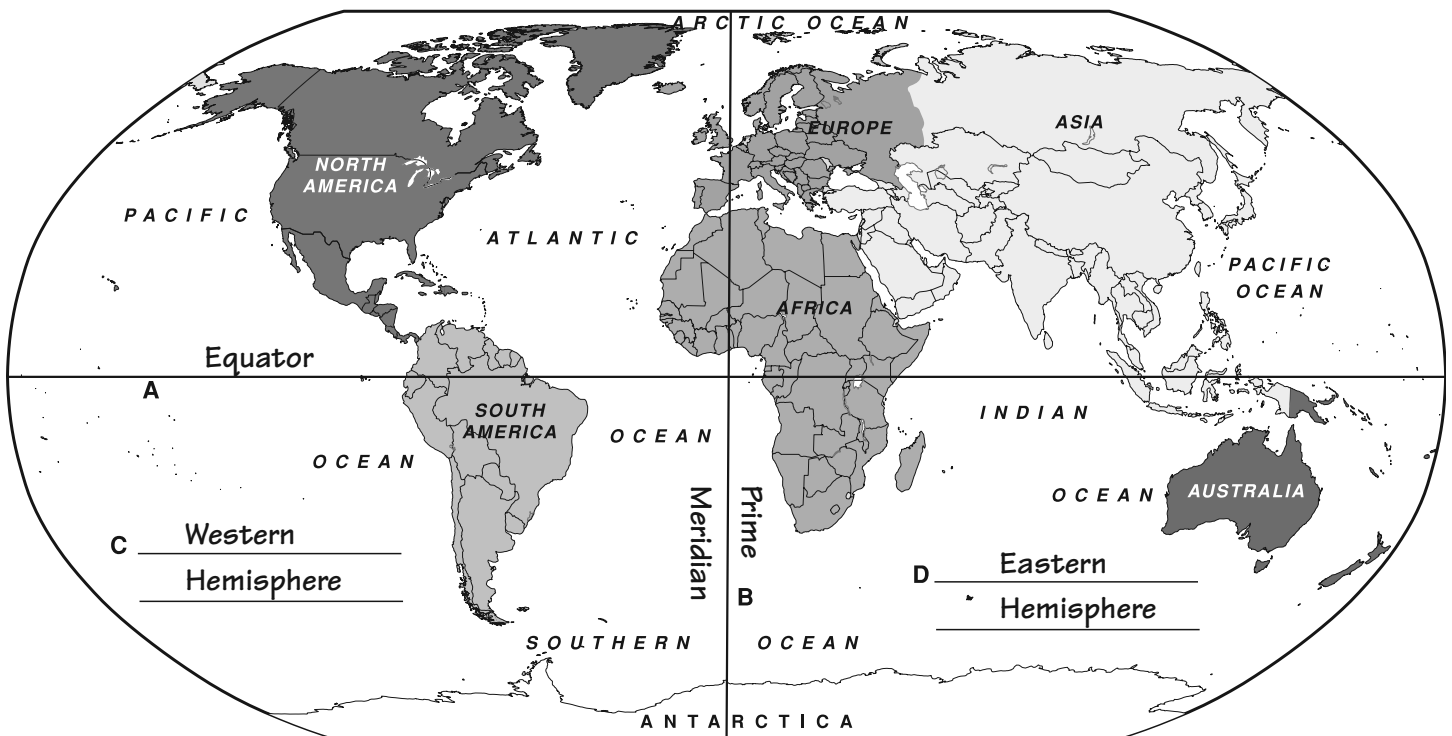 ARCTIC OCEAN
EUROPE
ASIA
NORTH
AMERICA
PACIFIC
ATLANTIC
PACIFIC
OCEAN
AFRICA
Equator
A
SOUTH
AMERICA
INDIAN
OCEAN
OCEAN
OCEAN
AUSTRALIA
Prime
Meridian
C
Western
Hemisphere
B
D
Eastern
Hemisphere
SOUTHERN OCEAN
ANTARCTICA